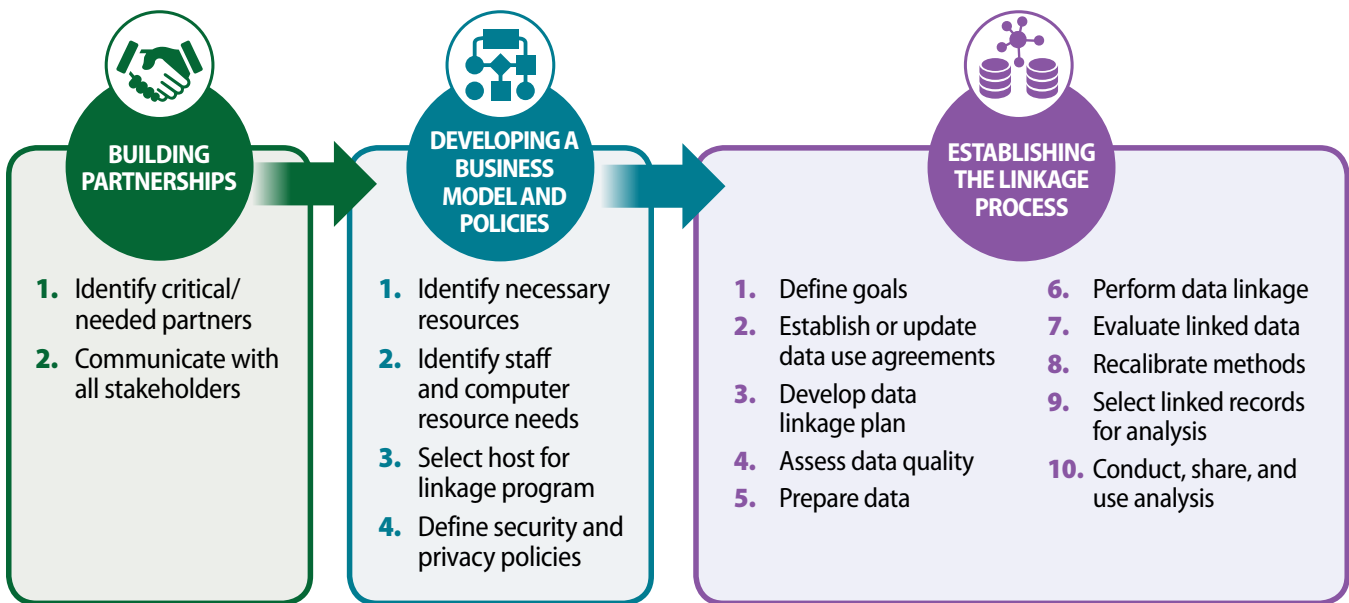 BUILDING
PARTNERSHIPS
1. Identify critical/
needed partners
2. Communicate with
all stakeholders
DEVELOPING A
BUSINESS
MODEL AND
POLICIES
1. Identify necessary
resources
2. Identify staff
and computer
resource needs
3. Select host for
linkage program
4. Define security and
privacy policies
ESTABLISHING
THE LINKAGE
PROCESS
1. Define goals
2. Establish or update
data use agreements
3. Develop data
linkage plan
4. Assess data quality
5. Prepare data
6. Perform data linkage
7. Evaluate linked data
8. Recalibrate methods
9. Select linked records
for analysis
10. Conduct, share, and
use analysis